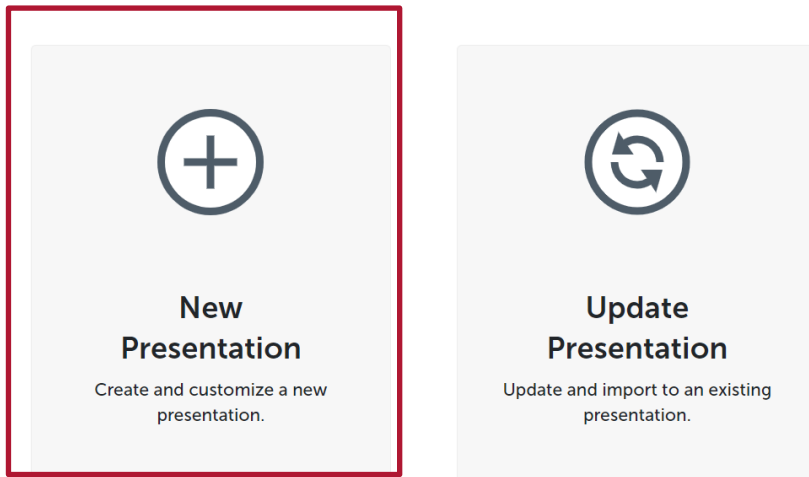 New
Presentation
Create and customize a new
presentation.
Update
Presentation
Update and import to an existing
presentation.